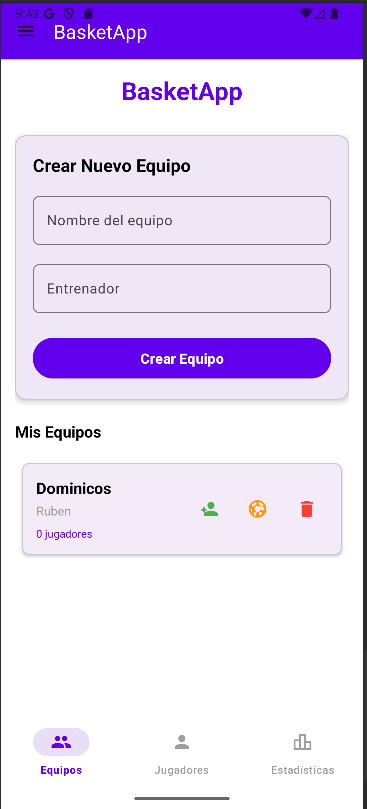 9:42
BasketApp
BasketApp
Crear Nuevo Equipo
Nombre del equipo
Entrenador
Crear Equipo
Mis Equipos
Dominicos
Ruben
0 jugadores
Equipos Jugadores Estadísticas